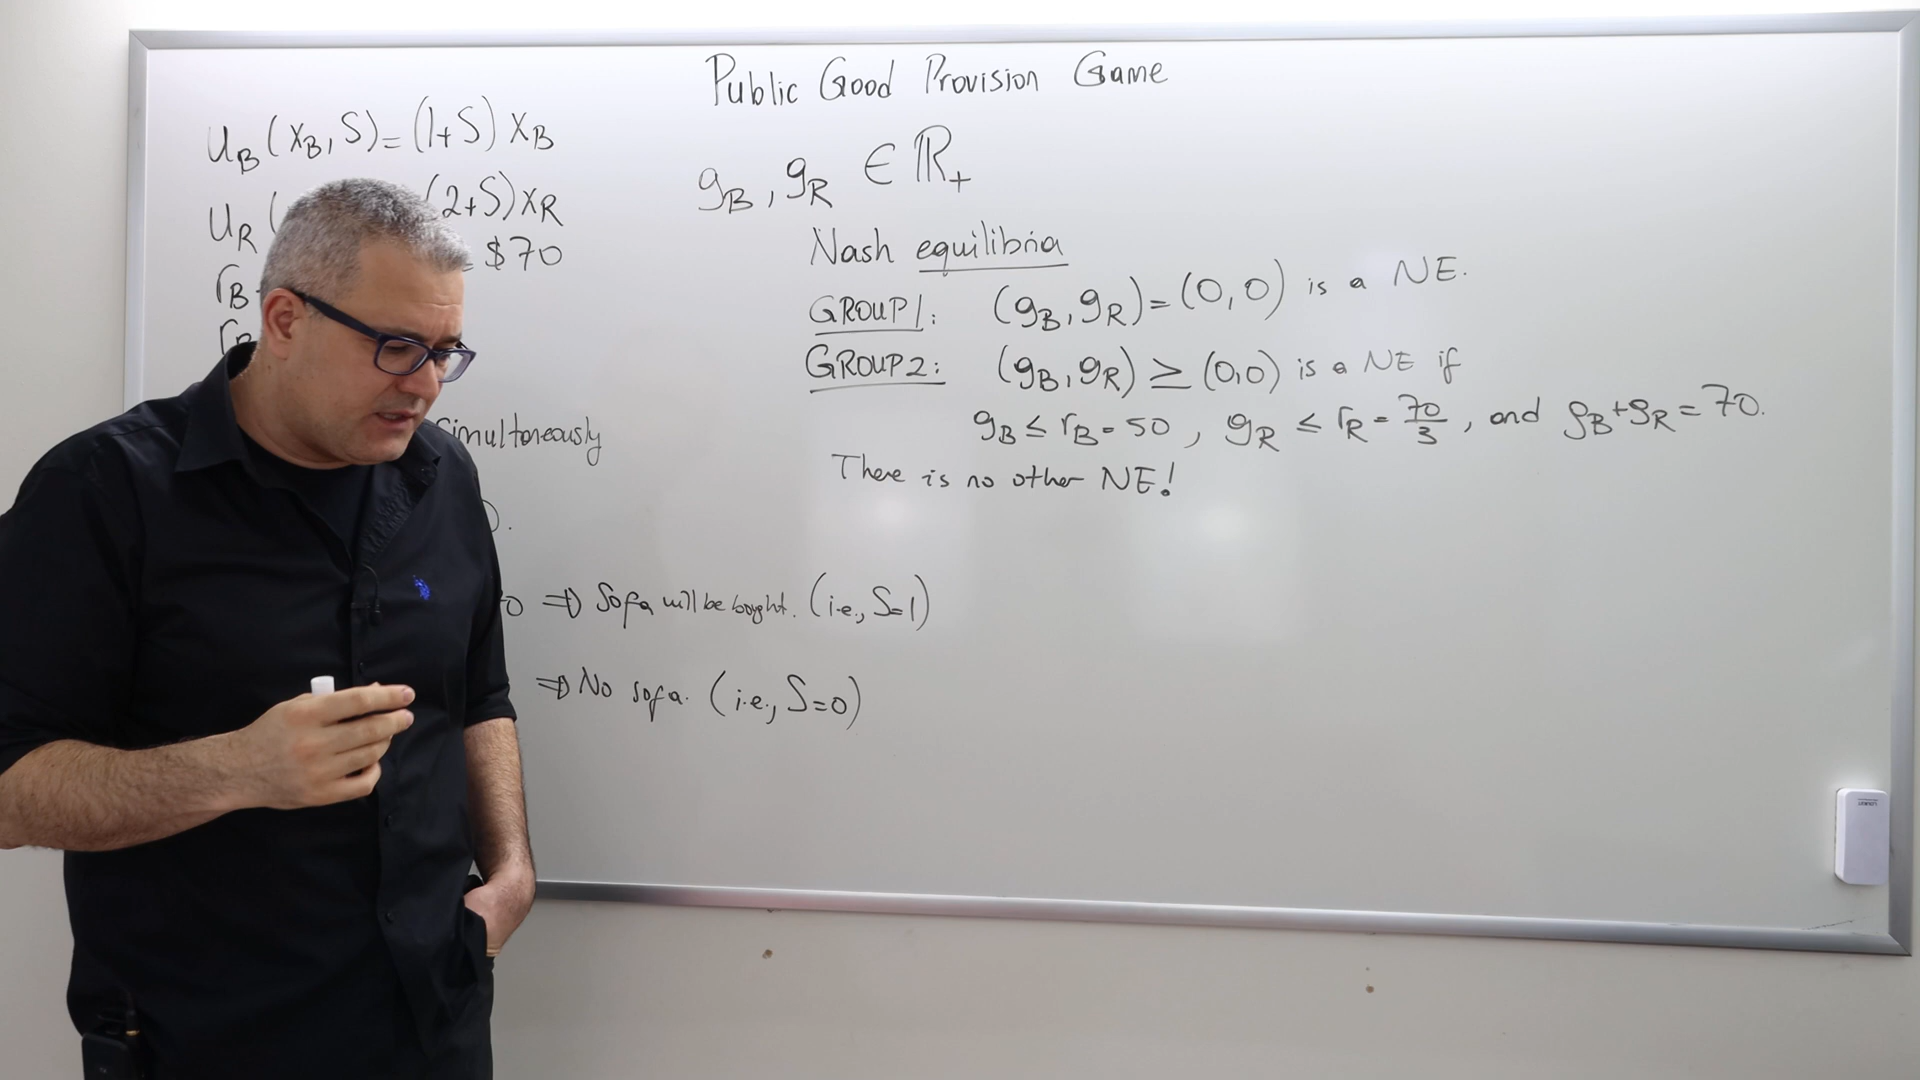 Public Good Provision Game
u_B(x_B, S) = (1+S) x_B
u_R ( (2+S) x_R
$70
r_B
g_B, g_R ∈ ℝ_+
Nash equilibria
GROUP 1: (g_B, g_R) = (0,0) is a NE.
GROUP 2: (g_B, g_R) ≥ (0,0) is a NE if
g_B ≤ r_B = 50, g_R ≤ r_R = 70/3, and g_B + g_R = 70.
There is no other NE!
Simultaneously
⇒ Sofa will be bought. (i.e., S=1)
⇒ No sofa. (i.e., S=0)